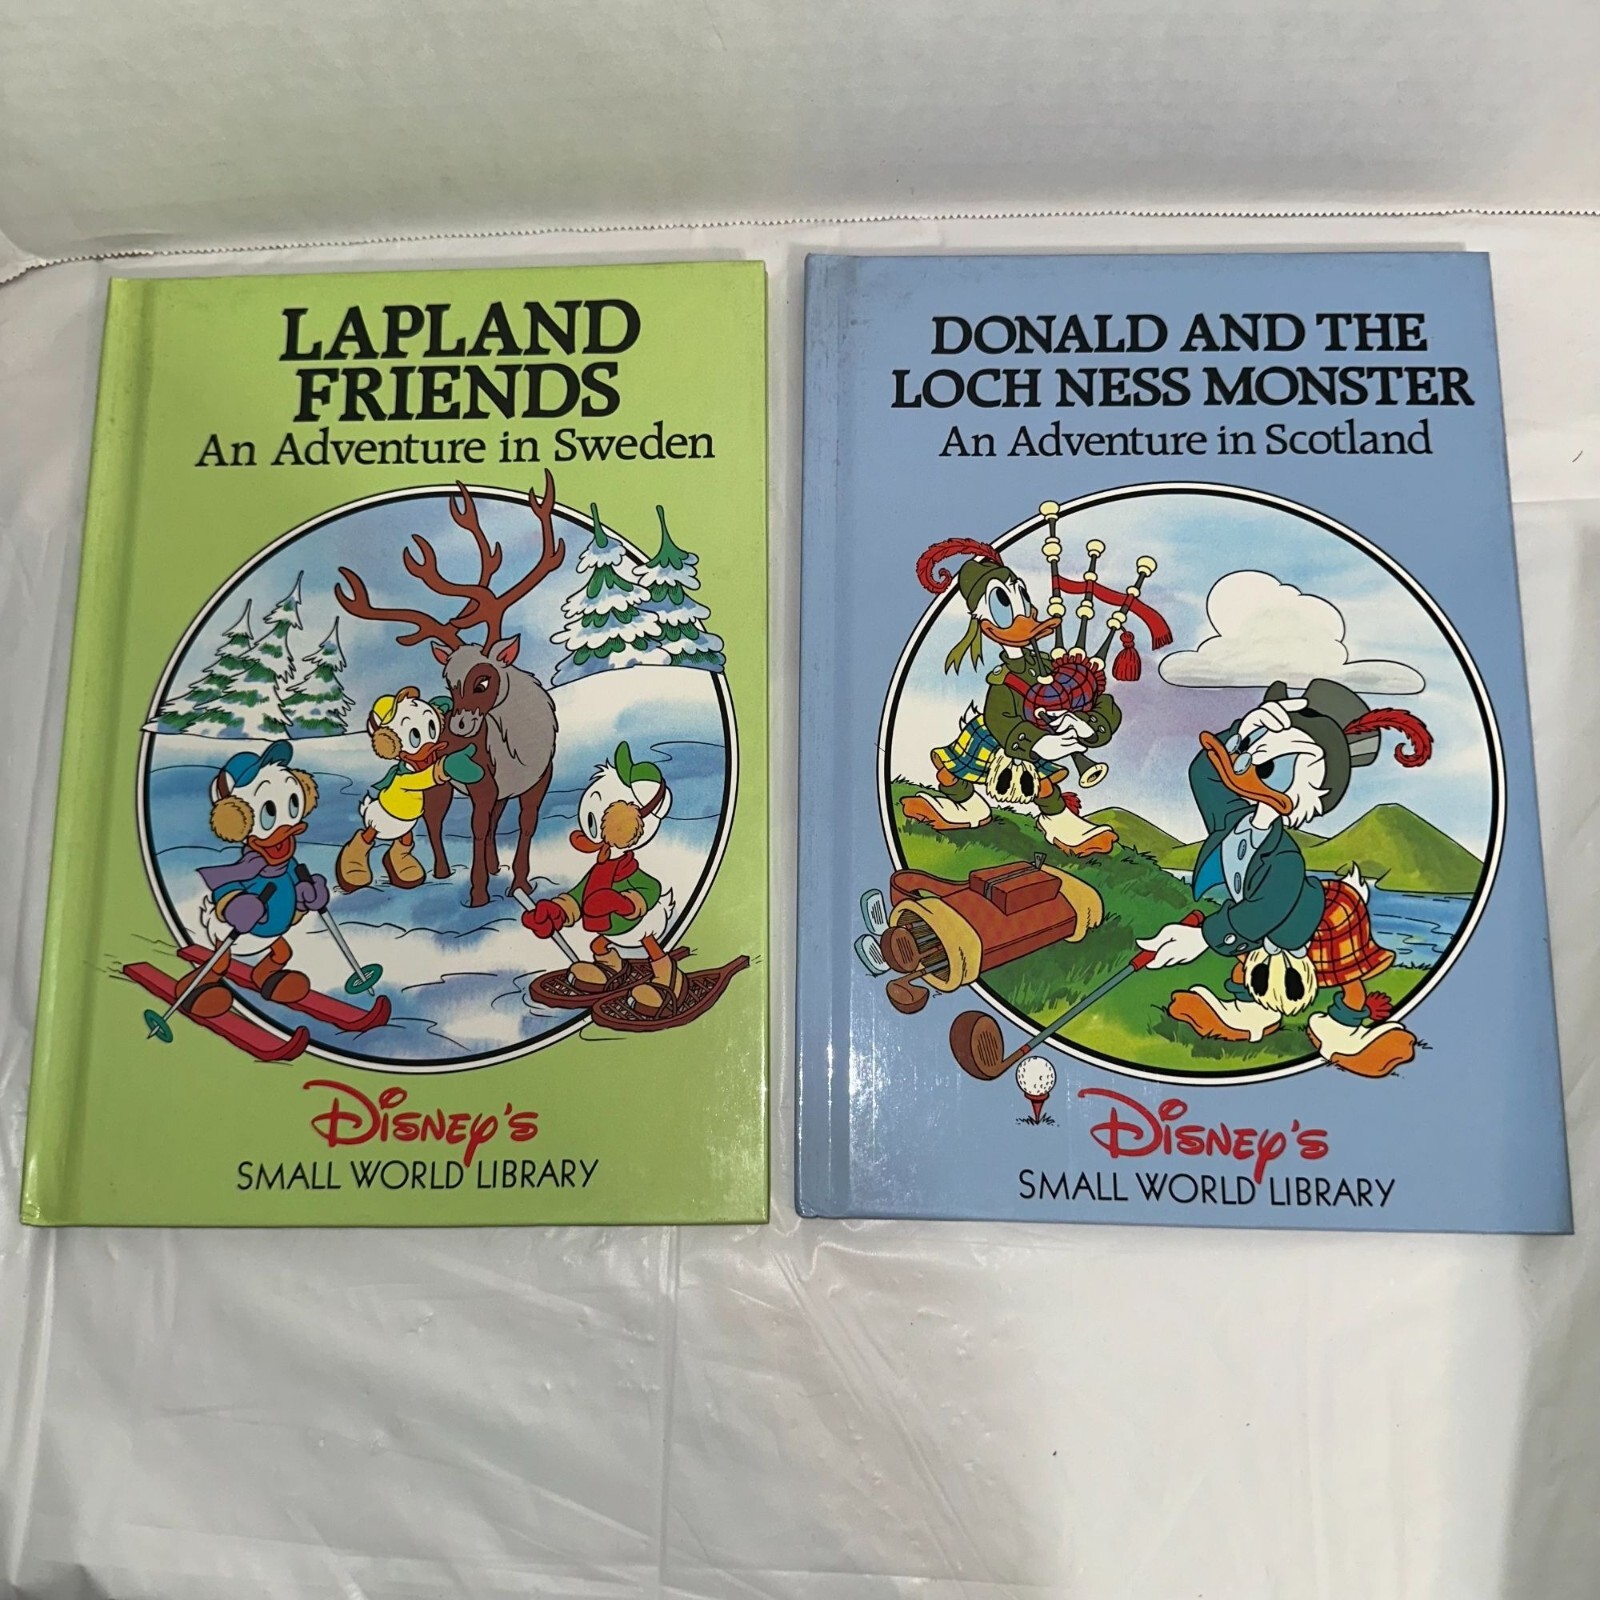 LAPLAND
FRIENDS
An Adventure in Sweden
Disney's
SMALL WORLD LIBRARY
DONALD AND THE
LOCH NESS MONSTER
An Adventure in Scotland
Disney's
SMALL WORLD LIBRARY